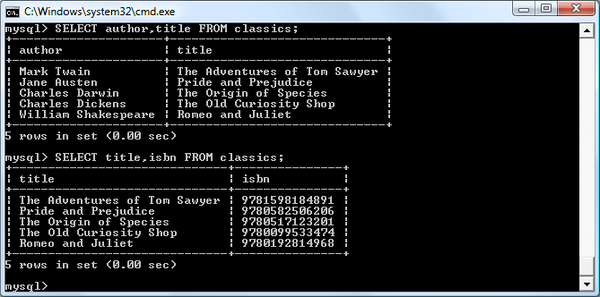 C:\Windows\system32\cmd.exe
mysql> SELECT author,title FROM classics;
+---------------------+------------------------------+
| author              | title                        |
+---------------------+------------------------------+
| Mark Twain          | The Adventures of Tom Sawyer |
| Jane Austen         | Pride and Prejudice          |
| Charles Darwin      | The Origin of Species        |
| Charles Dickens     | The Old Curiosity Shop       |
| William Shakespeare | Romeo and Juliet             |
+---------------------+------------------------------+
5 rows in set (0.00 sec)
mysql> SELECT title,isbn FROM classics;
+------------------------------+---------------+
| title                        | isbn          |
+------------------------------+---------------+
| The Adventures of Tom Sawyer | 9781598184891 |
| Pride and Prejudice          | 9780582506206 |
| The Origin of Species        | 9780517123201 |
| The Old Curiosity Shop       | 9780099533474 |
| Romeo and Juliet             | 9780192814968 |
+------------------------------+---------------+
5 rows in set (0.00 sec)
mysql>